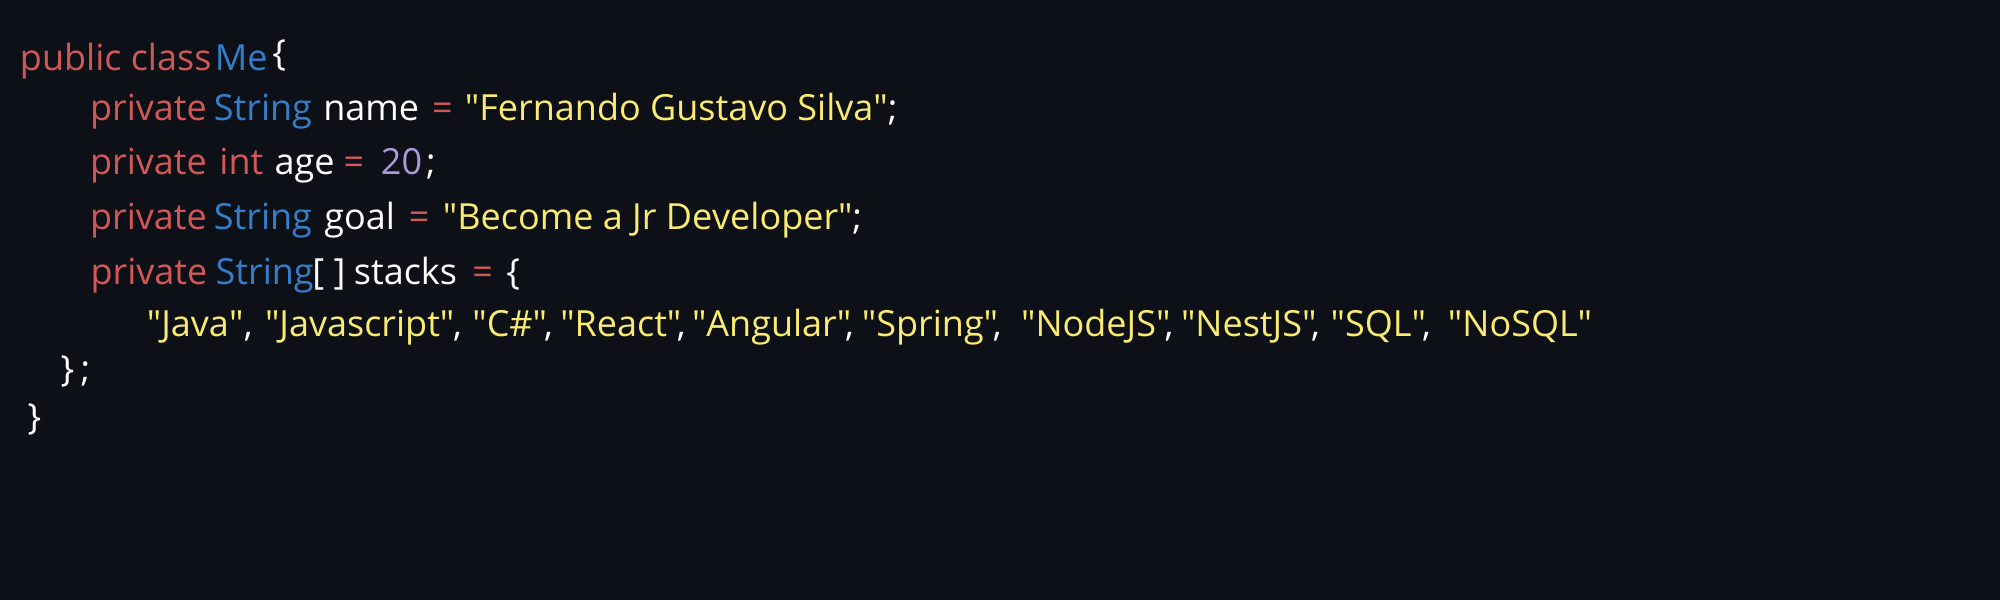 public class Me {
private String name = "Fernando Gustavo Silva";
private int age = 20;
private String goal = "Become a Jr Developer";
private String[ ] stacks = {
"Java", "Javascript", "C#", "React", "Angular", "Spring", "NodeJS", "NestJS", "SQL", "NoSQL"
};
}